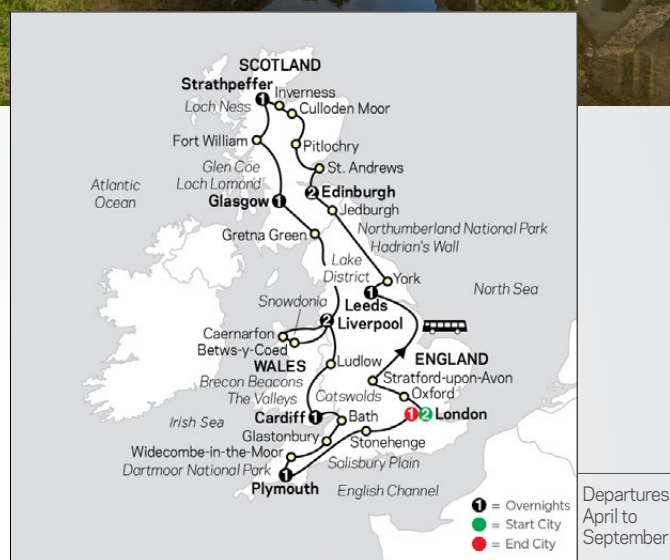 SCOTLAND
Strathpeffer
1
Inverness
Loch Ness
Culloden Moor
Fort William
Pitlochry
Glen Coe
St. Andrews
Loch Lomond
Atlantic
Ocean
2 Edinburgh
Glasgow 1
Jedburgh
Northumberland National Park
Gretna Green
Hadrian's Wall
Lake
District
York
North Sea
1
Leeds
Snowdonia
2
Liverpool
Caernarfon
Betws-y-Coed
WALES
Ludlow
ENGLAND
Brecon Beacons
Stratford-upon-Avon
The Valleys
Cotswolds
Oxford
Irish Sea
Cardiff 1
Bath
1 2 London
Glastonbury
Stonehenge
Widecombe-in-the-Moor
Salisbury Plain
Dartmoor National Park
1
Plymouth
English Channel
1 = Overnights
= Start City
= End City
Departures
April to
September.